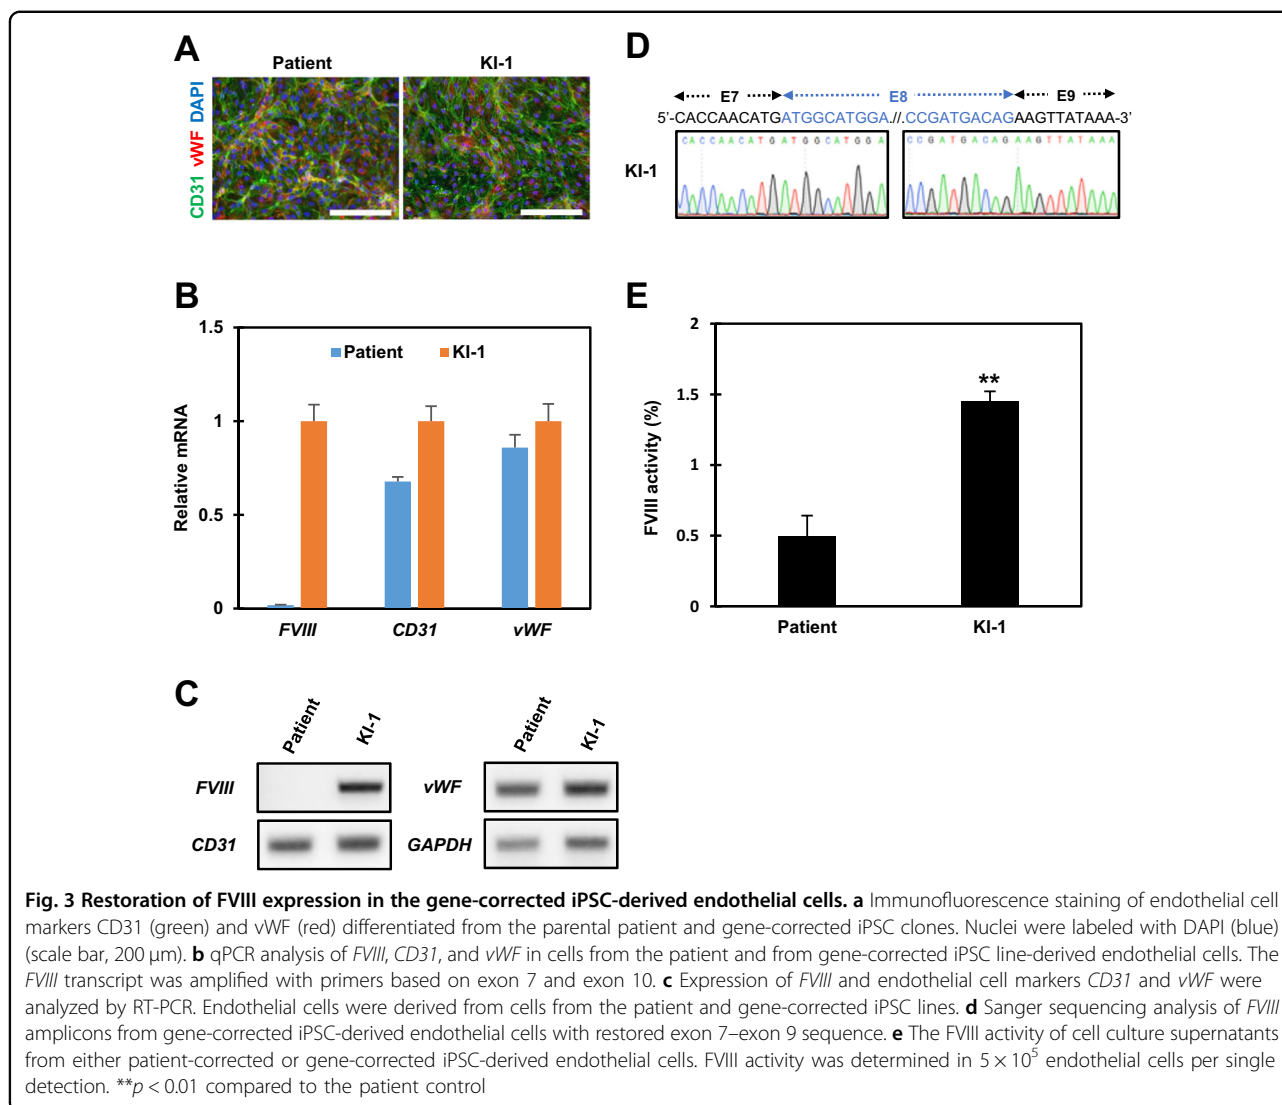 A
Patient
KI-1
CD31 vWF DAPI
D
E7 E8 E9
5'-CACCAACATGATGGCATGGA.//.CCGATGACAGAAGTTATAAA-3'
CACCAACATGATGGCATGGA
CCGATGACAGAAGTTATAAA
KI-1
B
1.5
1
0.5
0
Relative mRNA
Patient
KI-1
FVIII
CD31
vWF
E
2
1.5
1
0.5
0
FVIII activity (%)
**
Patient
KI-1
C
Patient
KI-1
FVIII
CD31
Patient
KI-1
vWF
GAPDH
Fig. 3 Restoration of FVIII expression in the gene-corrected iPSC-derived endothelial cells. a Immunofluorescence staining of endothelial cell
markers CD31 (green) and vWF (red) differentiated from the parental patient and gene-corrected iPSC clones. Nuclei were labeled with DAPI (blue)
(scale bar, 200 μm). b qPCR analysis of FVIII, CD31, and vWF in cells from the patient and from gene-corrected iPSC line-derived endothelial cells. The
FVIII transcript was amplified with primers based on exon 7 and exon 10. c Expression of FVIII and endothelial cell markers CD31 and vWF were
analyzed by RT-PCR. Endothelial cells were derived from cells from the patient and gene-corrected iPSC lines. d Sanger sequencing analysis of FVIII
amplicons from gene-corrected iPSC-derived endothelial cells with restored exon 7–exon 9 sequence. e The FVIII activity of cell culture supernatants
from either patient-corrected or gene-corrected iPSC-derived endothelial cells. FVIII activity was determined in 5 × 10⁵ endothelial cells per single
detection. **p < 0.01 compared to the patient control